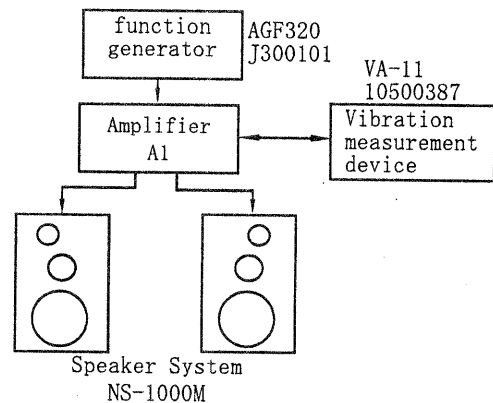 function
generator
AGF320
J300101
VA-11
10500387
Amplifier
A1
Vibration
measurement
device
Speaker System
NS-1000M